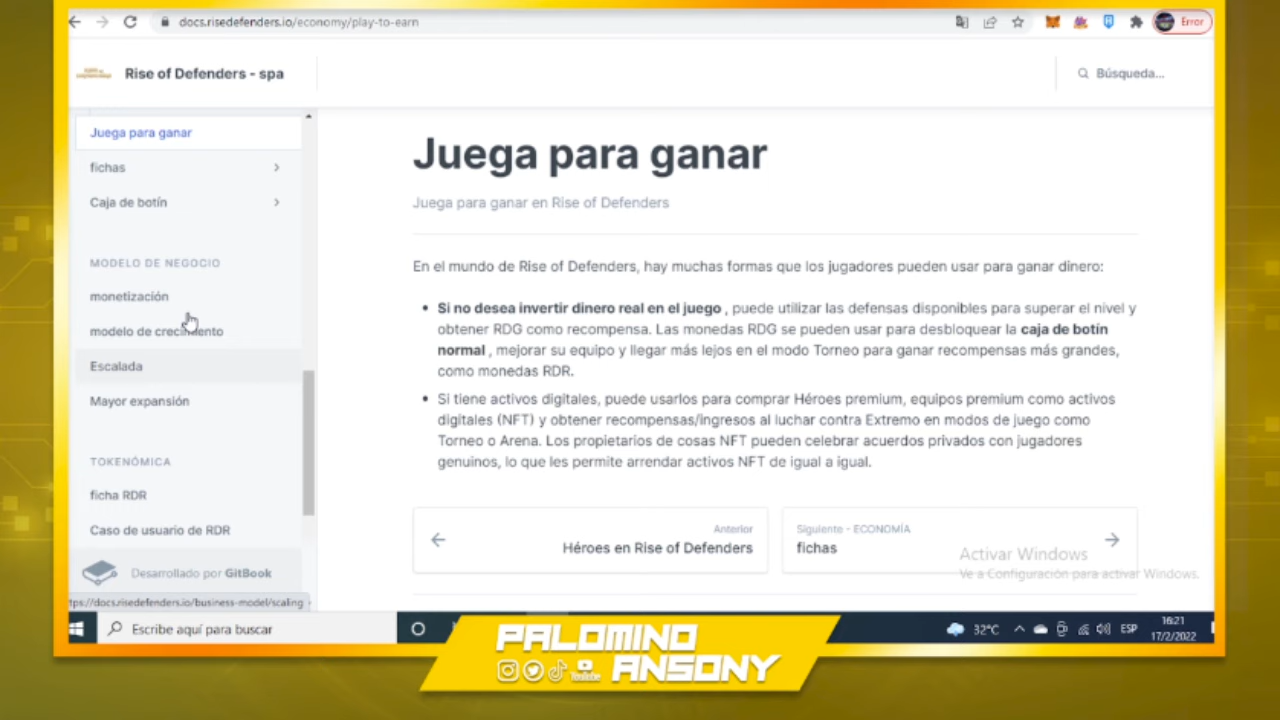 docs.risedefenders.io/economy/play-to-earn
Error
Rise of Defenders - spa
Búsqueda...
Juega para ganar
fichas
Caja de botín
MODELO DE NEGOCIO
monetización
modelo de crecimiento
Escalada
Mayor expansión
TOKENÓMICA
ficha RDR
Caso de usuario de RDR
Desarrollado por GitBook
tps://docs.risedefenders.io/business-model/scaling
Juega para ganar
Juega para ganar en Rise of Defenders
En el mundo de Rise of Defenders, hay muchas formas que los jugadores pueden usar para ganar dinero:
• Si no desea invertir dinero real en el juego , puede utilizar las defensas disponibles para superar el nivel y
obtener RDG como recompensa. Las monedas RDG se pueden usar para desbloquear la caja de botín
normal , mejorar su equipo y llegar más lejos en el modo Torneo para ganar recompensas más grandes,
como monedas RDR.
• Si tiene activos digitales, puede usarlos para comprar Héroes premium, equipos premium como activos
digitales (NFT) y obtener recompensas/ingresos al luchar contra Extremo en modos de juego como
Torneo o Arena. Los propietarios de cosas NFT pueden celebrar acuerdos privados con jugadores
genuinos, lo que les permite arrendar activos NFT de igual a igual.
Anterior
Héroes en Rise of Defenders
Siguiente - ECONOMÍA
fichas
Activar Windows
Ve a Configuración para activar Windows.
Escribe aquí para buscar
32°C
ESP
16:21
17/2/2022
PALOMINO
YouTube
ANSONY